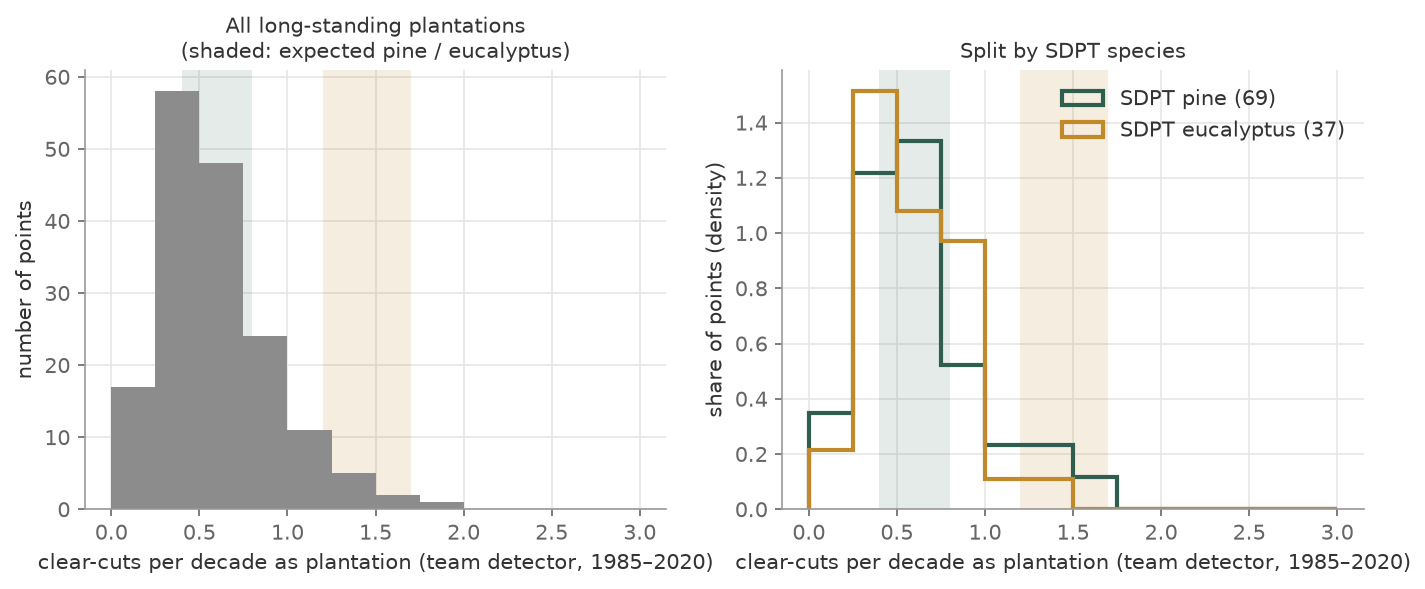 All long-standing plantations
(shaded: expected pine / eucalyptus)
number of points
60
50
40
30
20
10
0
0.0 0.5 1.0 1.5 2.0 2.5 3.0
clear-cuts per decade as plantation (team detector, 1985–2020)
Split by SDPT species
SDPT pine (69)
SDPT eucalyptus (37)
share of points (density)
1.4
1.2
1.0
0.8
0.6
0.4
0.2
0.0
0.0 0.5 1.0 1.5 2.0 2.5 3.0
clear-cuts per decade as plantation (team detector, 1985–2020)